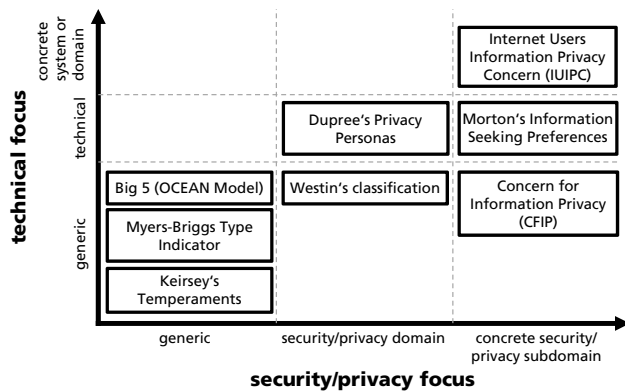 concrete
system or
domain
technical
generic
technical focus
Internet Users
Information Privacy
Concern (IUIPC)
Dupree's Privacy
Personas
Morton's Information
Seeking Preferences
Big 5 (OCEAN Model)
Westin's classification
Concern for
Information Privacy
(CFIP)
Myers-Briggs Type
Indicator
Keirsey's
Temperaments
generic
security/privacy domain
concrete security/
privacy subdomain
security/privacy focus